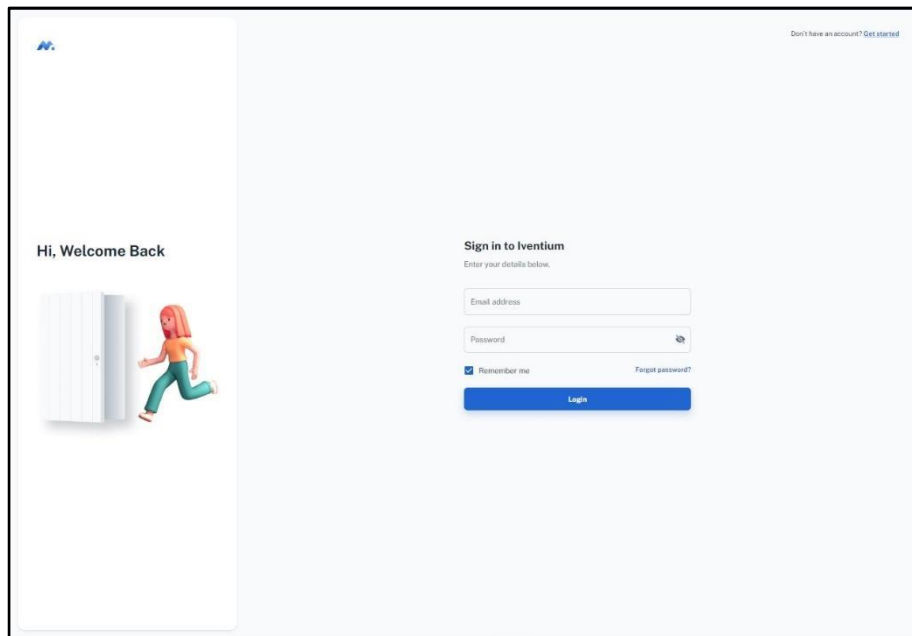 Don't have an account? Get started
Hi, Welcome Back
Sign in to Iventium
Enter your details below.
Email address
Password
Remember me
Forgot password?
Login